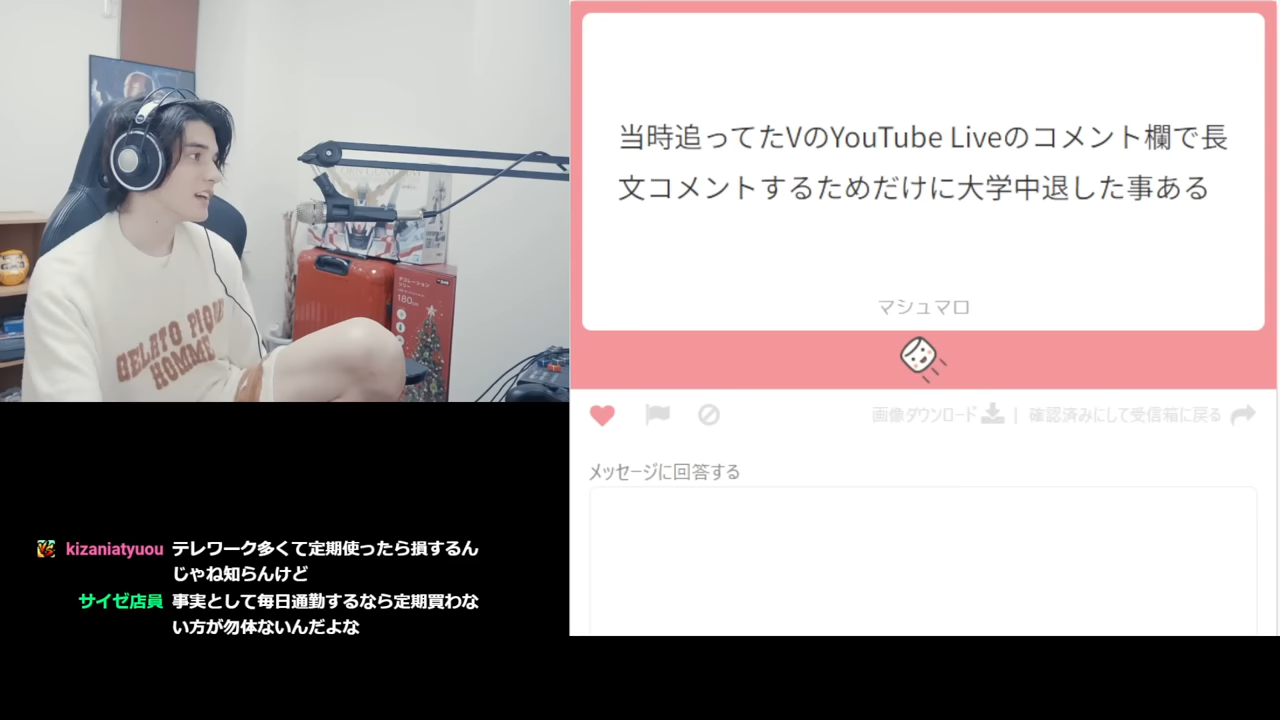 当時追ってたVのYouTube Liveのコメント欄で長
文コメントするためだけに大学中退した事ある
マシュマロ
画像ダウンロード | 確認済みにして受信箱に戻る
メッセージに回答する
GELATO PIQUE
HOMME
180cm
kizaniatyuou テレワーク多くて定期使ったら損するん
じゃね知らんけど
サイゼ店員 事実として毎日通勤するなら定期買わな
い方が勿体ないんだよな